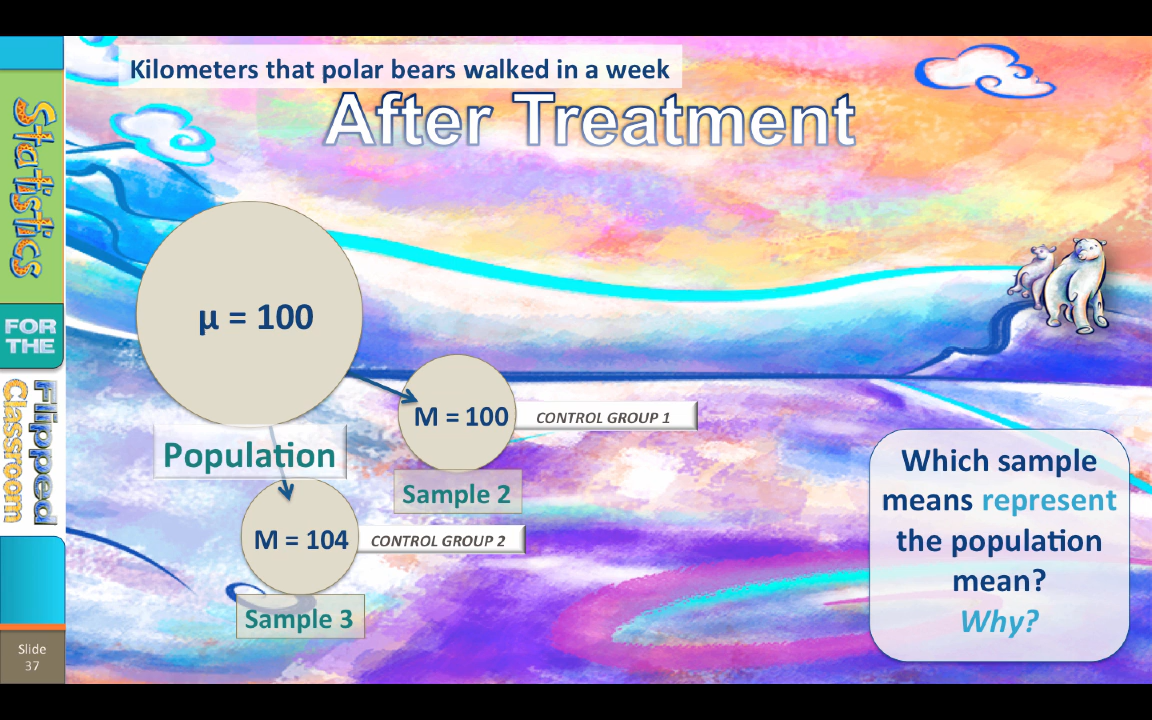 Kilometers that polar bears walked in a week
After Treatment
Statistics
FOR
THE
Flipped
Classroom
μ = 100
Population
M = 100
CONTROL GROUP 1
Sample 2
M = 104
CONTROL GROUP 2
Sample 3
Which sample
means represent
the population
mean?
Why?
Slide
37